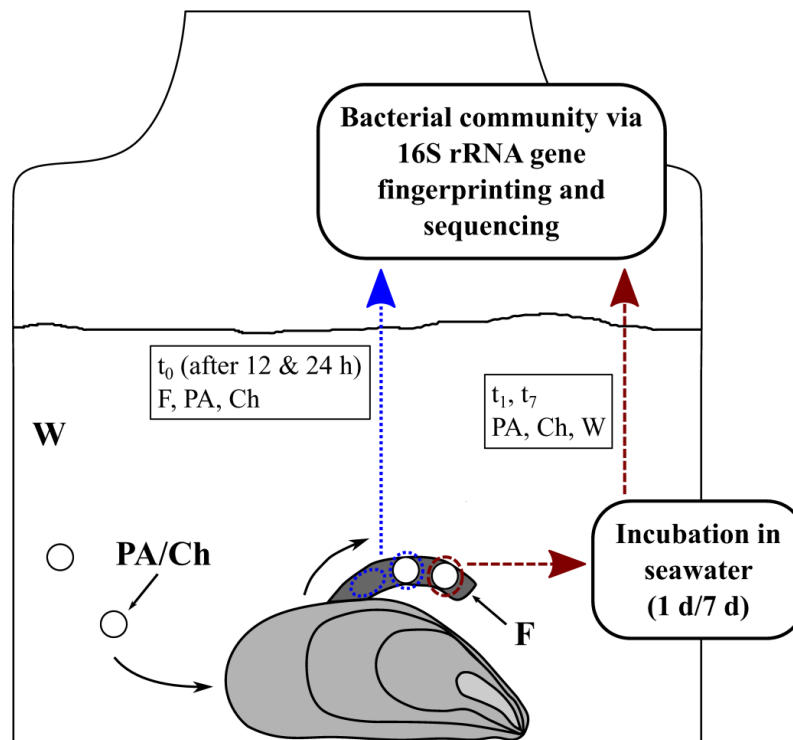 Bacterial community via
16S rRNA gene
fingerprinting and
sequencing
t₀ (after 12 & 24 h)
F, PA, Ch
t₁, t₇
PA, Ch, W
W
PA/Ch
Incubation in
seawater
(1 d/7 d)
F